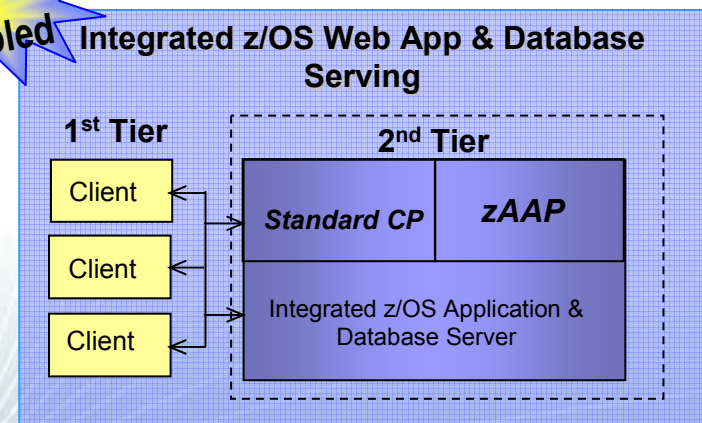 Integrated z/OS Web App & Database
Serving
1st Tier
2nd Tier
Client
Client
Client
Standard CP
zAAP
Integrated z/OS Application &
Database Server